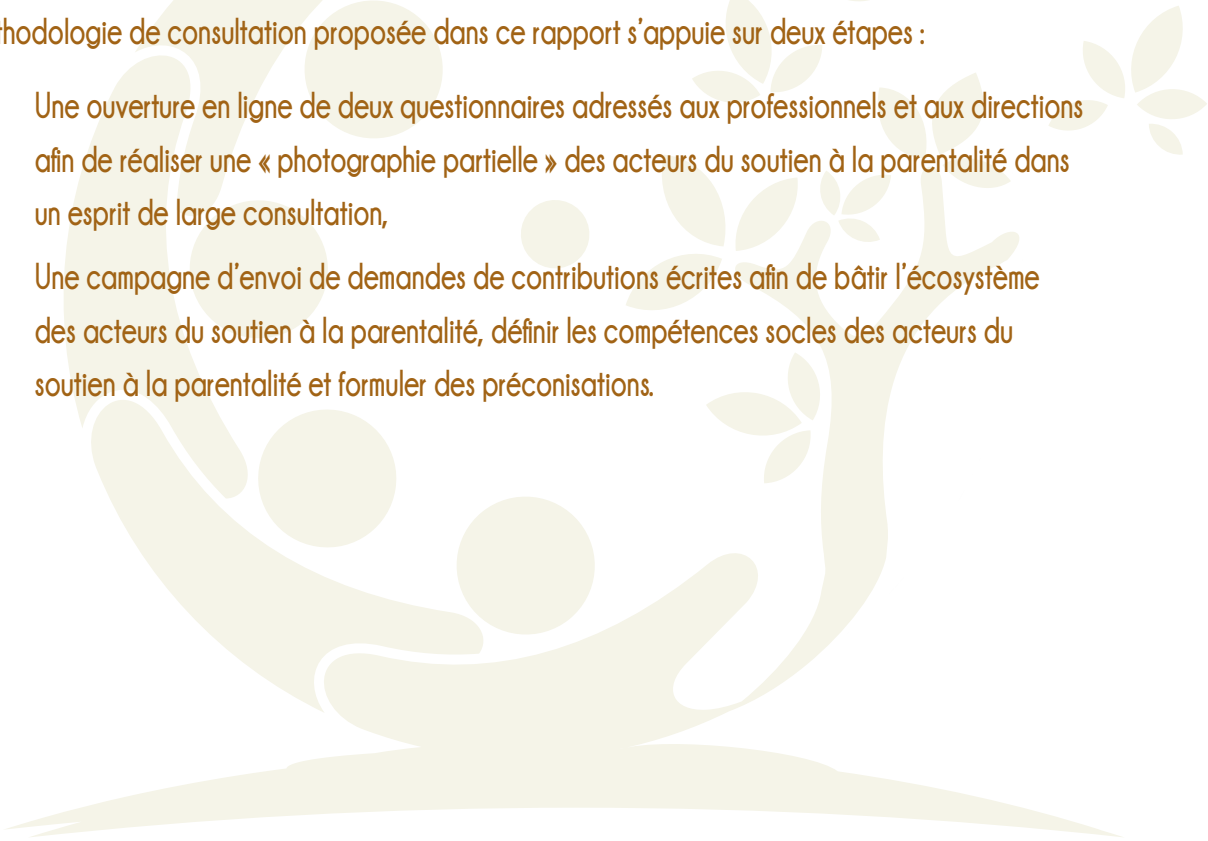 thodologie de consultation proposée dans ce rapport s'appuie sur deux étapes :
Une ouverture en ligne de deux questionnaires adressés aux professionnels et aux directions
afin de réaliser une « photographie partielle » des acteurs du soutien à la parentalité dans
un esprit de large consultation,
Une campagne d'envoi de demandes de contributions écrites afin de bâtir l'écosystème
des acteurs du soutien à la parentalité, définir les compétences socles des acteurs du
soutien à la parentalité et formuler des préconisations.